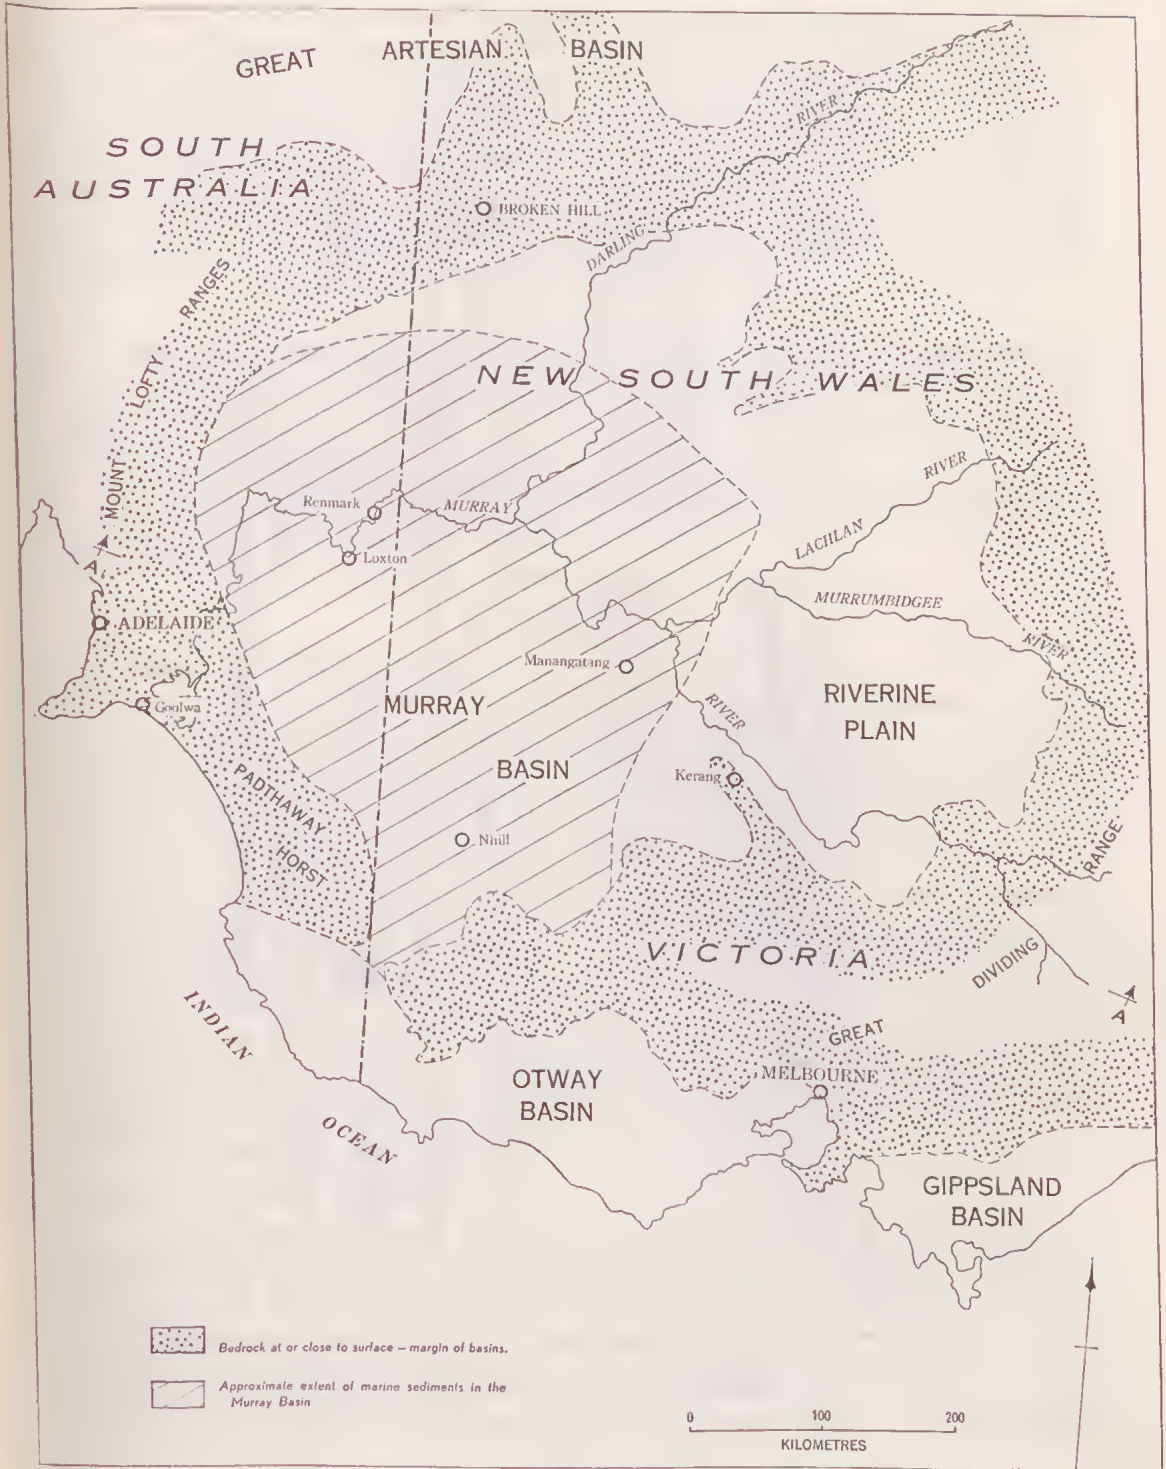 GREAT ARTESIAN BASIN
SOUTH
AUSTRALIA
BROKEN HILL
DARLING
RIVER
MOUNT LOFTY RANGES
NEW SOUTH WALES
Renmark
MURRAY
Loxton
LACHLAN
RIVER
A
MURRUMBIDGEE
RIVER
ADELAIDE
Manangatang
Goolwa
MURRAY
BASIN
RIVER
RIVERINE
PLAIN
Kerang
PADTHAWAY
HORST
Nhill
VICTORIA
GREAT
DIVIDING
RANGE
A
INDIAN
OCEAN
MELBOURNE
OTWAY
BASIN
GIPPSLAND
BASIN
Bedrock at or close to surface – margin of basins.
Approximate extent of marine sediments in the
Murray Basin
0 100 200
KILOMETRES